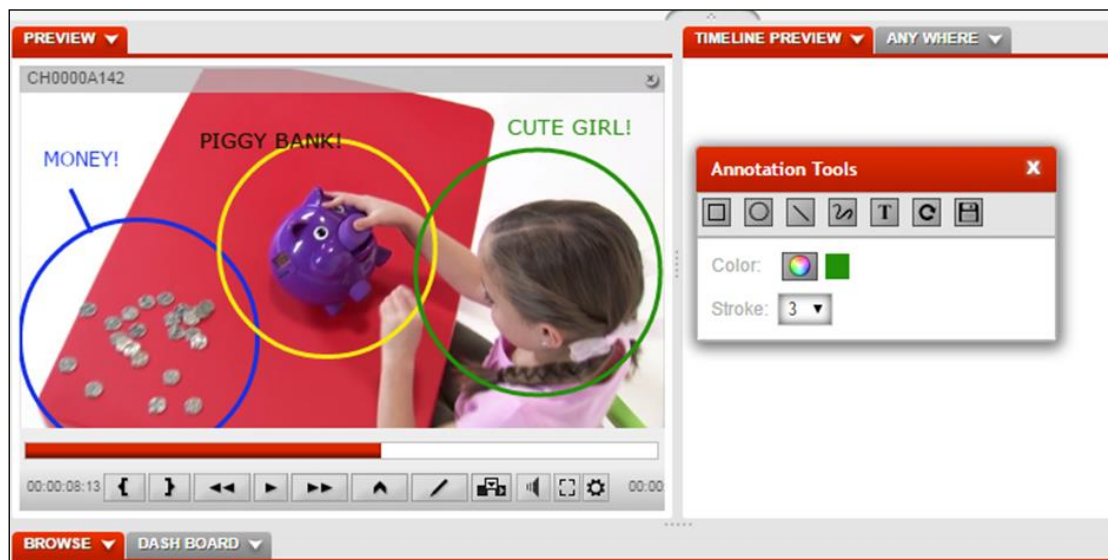 PREVIEW
TIMELINE PREVIEW
ANY WHERE
CH0000A142
MONEY!
PIGGY BANK!
CUTE GIRL!
Annotation Tools
X
T
Color:
Stroke: 3
00:00:08:13
00:00
BROWSE
DASH BOARD